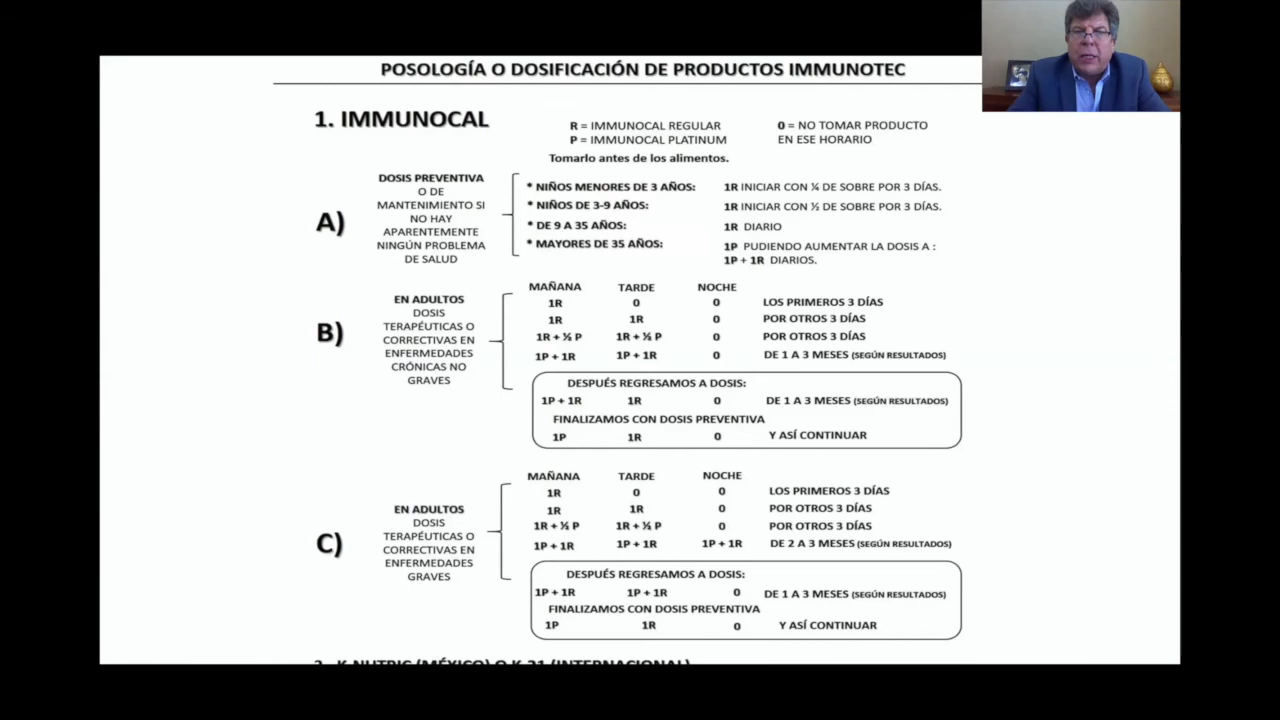 POSOLOGÍA O DOSIFICACIÓN DE PRODUCTOS IMMUNOTEC
1. IMMUNOCAL
R = IMMUNOCAL REGULAR
P = IMMUNOCAL PLATINUM
0 = NO TOMAR PRODUCTO
EN ESE HORARIO
Tomarlo antes de los alimentos.
A)
DOSIS PREVENTIVA
O DE
MANTENIMIENTO SI
NO HAY
APARENTEMENTE
NINGÚN PROBLEMA
DE SALUD
* NIÑOS MENORES DE 3 AÑOS: 1R INICIAR CON ¼ DE SOBRE POR 3 DÍAS.
* NIÑOS DE 3-9 AÑOS: 1R INICIAR CON ½ DE SOBRE POR 3 DÍAS.
* DE 9 A 35 AÑOS: 1R DIARIO
* MAYORES DE 35 AÑOS: 1P PUDIENDO AUMENTAR LA DOSIS A :
1P + 1R DIARIOS.
B)
EN ADULTOS
DOSIS
TERAPÉUTICAS O
CORRECTIVAS EN
ENFERMEDADES
CRÓNICAS NO
GRAVES
MAÑANA TARDE NOCHE
1R 0 0 LOS PRIMEROS 3 DÍAS
1R 1R 0 POR OTROS 3 DÍAS
1R + ½ P 1R + ½ P 0 POR OTROS 3 DÍAS
1P + 1R 1P + 1R 0 DE 1 A 3 MESES (SEGÚN RESULTADOS)
DESPUÉS REGRESAMOS A DOSIS:
1P + 1R 1R 0 DE 1 A 3 MESES (SEGÚN RESULTADOS)
FINALIZAMOS CON DOSIS PREVENTIVA
1P 1R 0 Y ASÍ CONTINUAR
C)
EN ADULTOS
DOSIS
TERAPÉUTICAS O
CORRECTIVAS EN
ENFERMEDADES
GRAVES
MAÑANA TARDE NOCHE
1R 0 0 LOS PRIMEROS 3 DÍAS
1R 1R 0 POR OTROS 3 DÍAS
1R + ½ P 1R + ½ P 0 POR OTROS 3 DÍAS
1P + 1R 1P + 1R 1P + 1R DE 2 A 3 MESES (SEGÚN RESULTADOS)
DESPUÉS REGRESAMOS A DOSIS:
1P + 1R 1P + 1R 0 DE 1 A 3 MESES (SEGÚN RESULTADOS)
FINALIZAMOS CON DOSIS PREVENTIVA
1P 1R 0 Y ASÍ CONTINUAR
2. K-NUTRIC (MÉXICO) O K-21 (INTERNACIONAL)